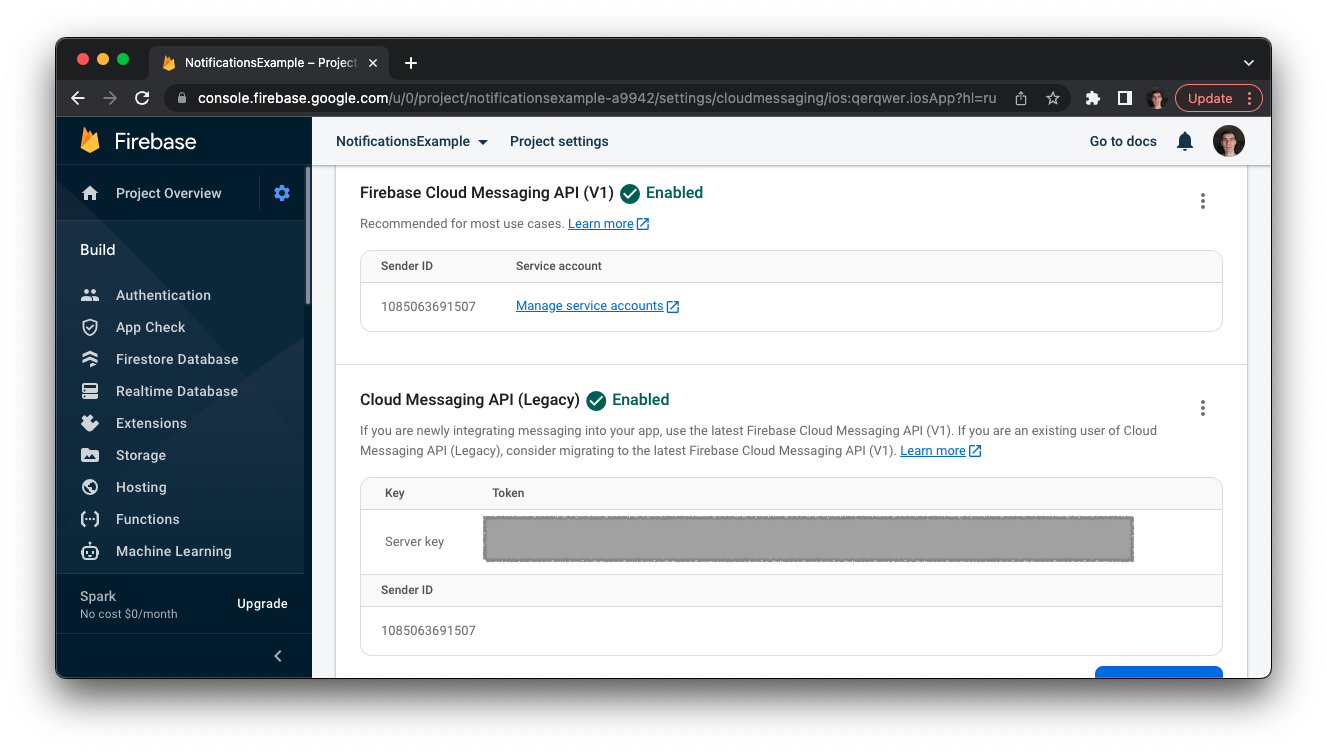 NotificationsExample – Project
console.firebase.google.com/u/0/project/notificationsexample-a9942/settings/cloudmessaging/ios:qerqwer.iosApp?hl=ru
Update
Firebase
NotificationsExample
Project settings
Go to docs
Project Overview
Build
Authentication
App Check
Firestore Database
Realtime Database
Extensions
Storage
Hosting
Functions
Machine Learning
Spark
No cost $0/month
Upgrade
Firebase Cloud Messaging API (V1) Enabled
Recommended for most use cases. Learn more
Sender ID Service account
1085063691507 Manage service accounts
Cloud Messaging API (Legacy) Enabled
If you are newly integrating messaging into your app, use the latest Firebase Cloud Messaging API (V1). If you are an existing user of Cloud
Messaging API (Legacy), consider migrating to the latest Firebase Cloud Messaging API (V1). Learn more
Key Token
Server key
Sender ID
1085063691507